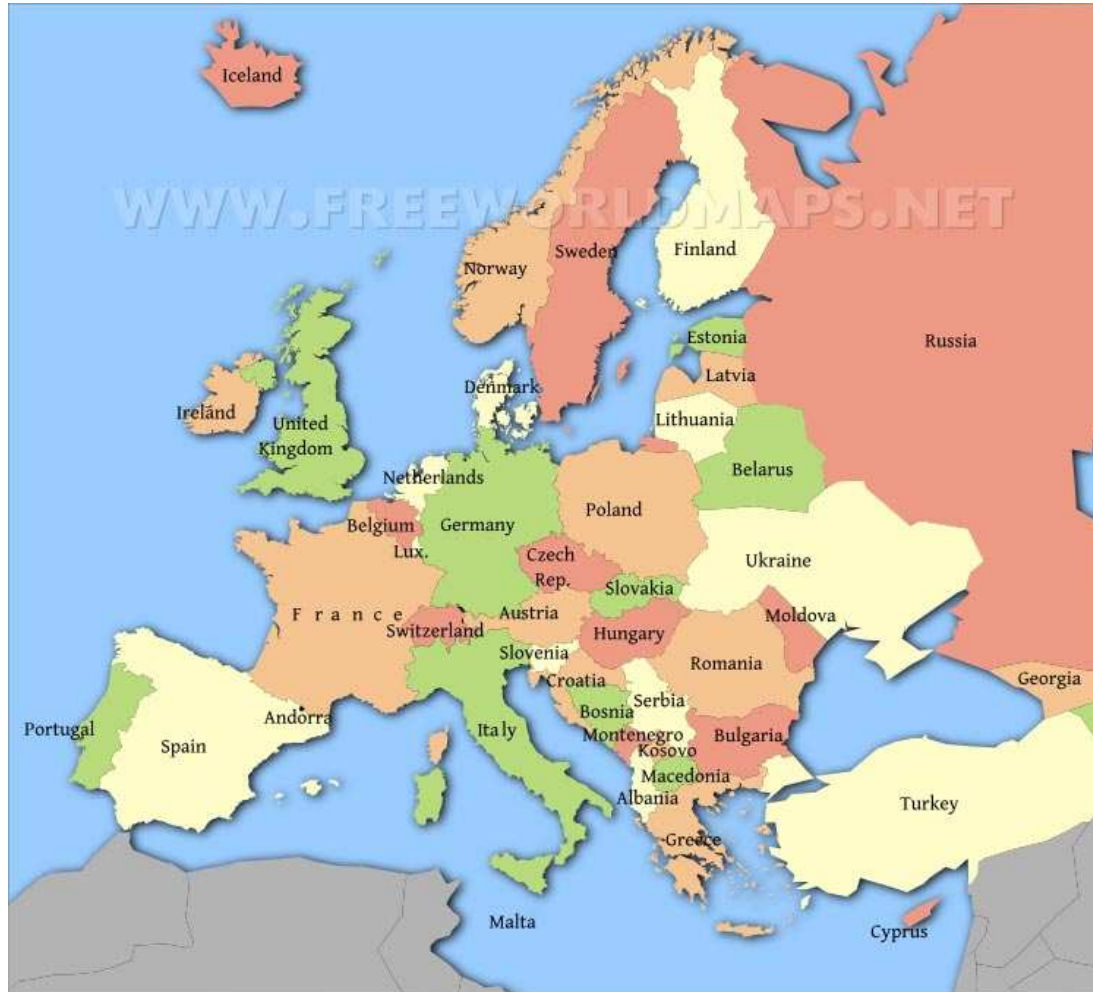 Iceland
WWW.FREEWORLDMAPS.NET
Sweden
Finland
Norway
Russia
Estonia
Latvia
Denmark
Ireland
Lithuania
United
Kingdom
Belarus
Netherlands
Poland
Belgium
Germany
Lux.
Czech
Rep.
Ukraine
Slovakia
France
Austria
Moldova
Switzerland
Hungary
Slovenia
Romania
Croatia
Georgia
Serbia
Andorra
Bosnia
Portugal
Italy
Montenegro
Bulgaria
Spain
Kosovo
Macedonia
Albania
Turkey
Greece
Malta
Cyprus